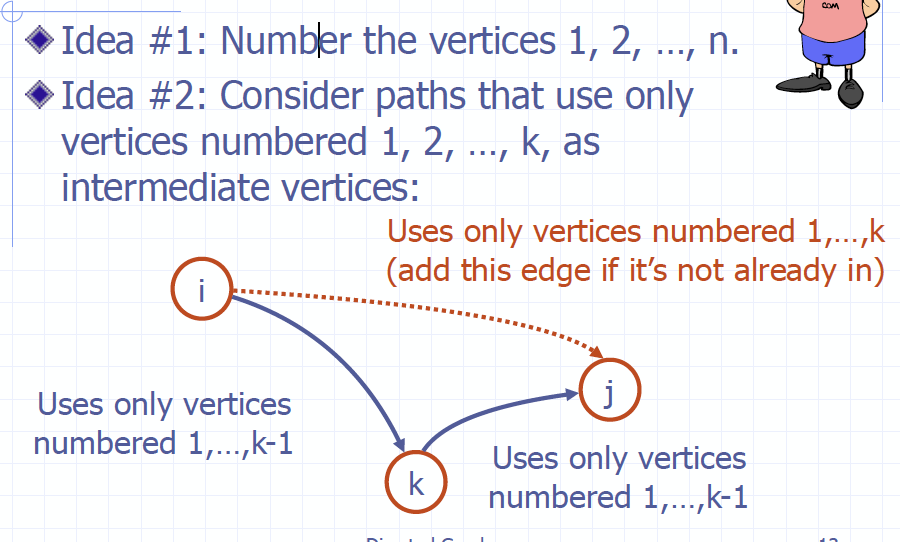 COM
Idea #1: Number the vertices 1, 2, …, n.
Idea #2: Consider paths that use only
vertices numbered 1, 2, …, k, as
intermediate vertices:
Uses only vertices numbered 1,…,k
(add this edge if it's not already in)
i
j
Uses only vertices
numbered 1,…,k-1
k
Uses only vertices
numbered 1,…,k-1